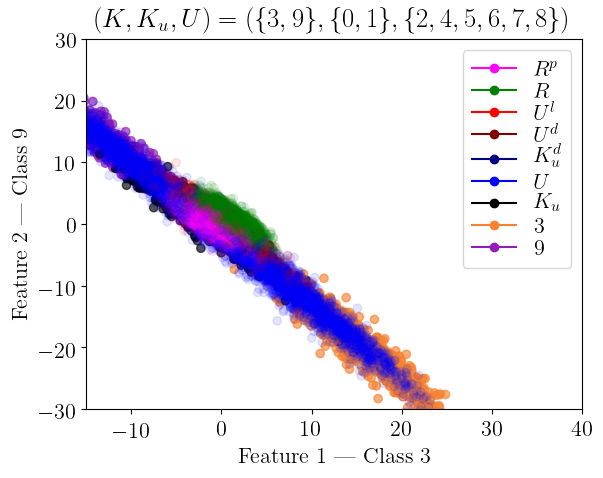 (K, K_u, U) = ({3, 9}, {0, 1}, {2, 4, 5, 6, 7, 8})
30
20
10
0
−10
−20
−30
Feature 2 — Class 9
R^p
R
U^l
U^d
K_u^d
U
K_u
3
9
−10
0
10
20
30
40
Feature 1 — Class 3